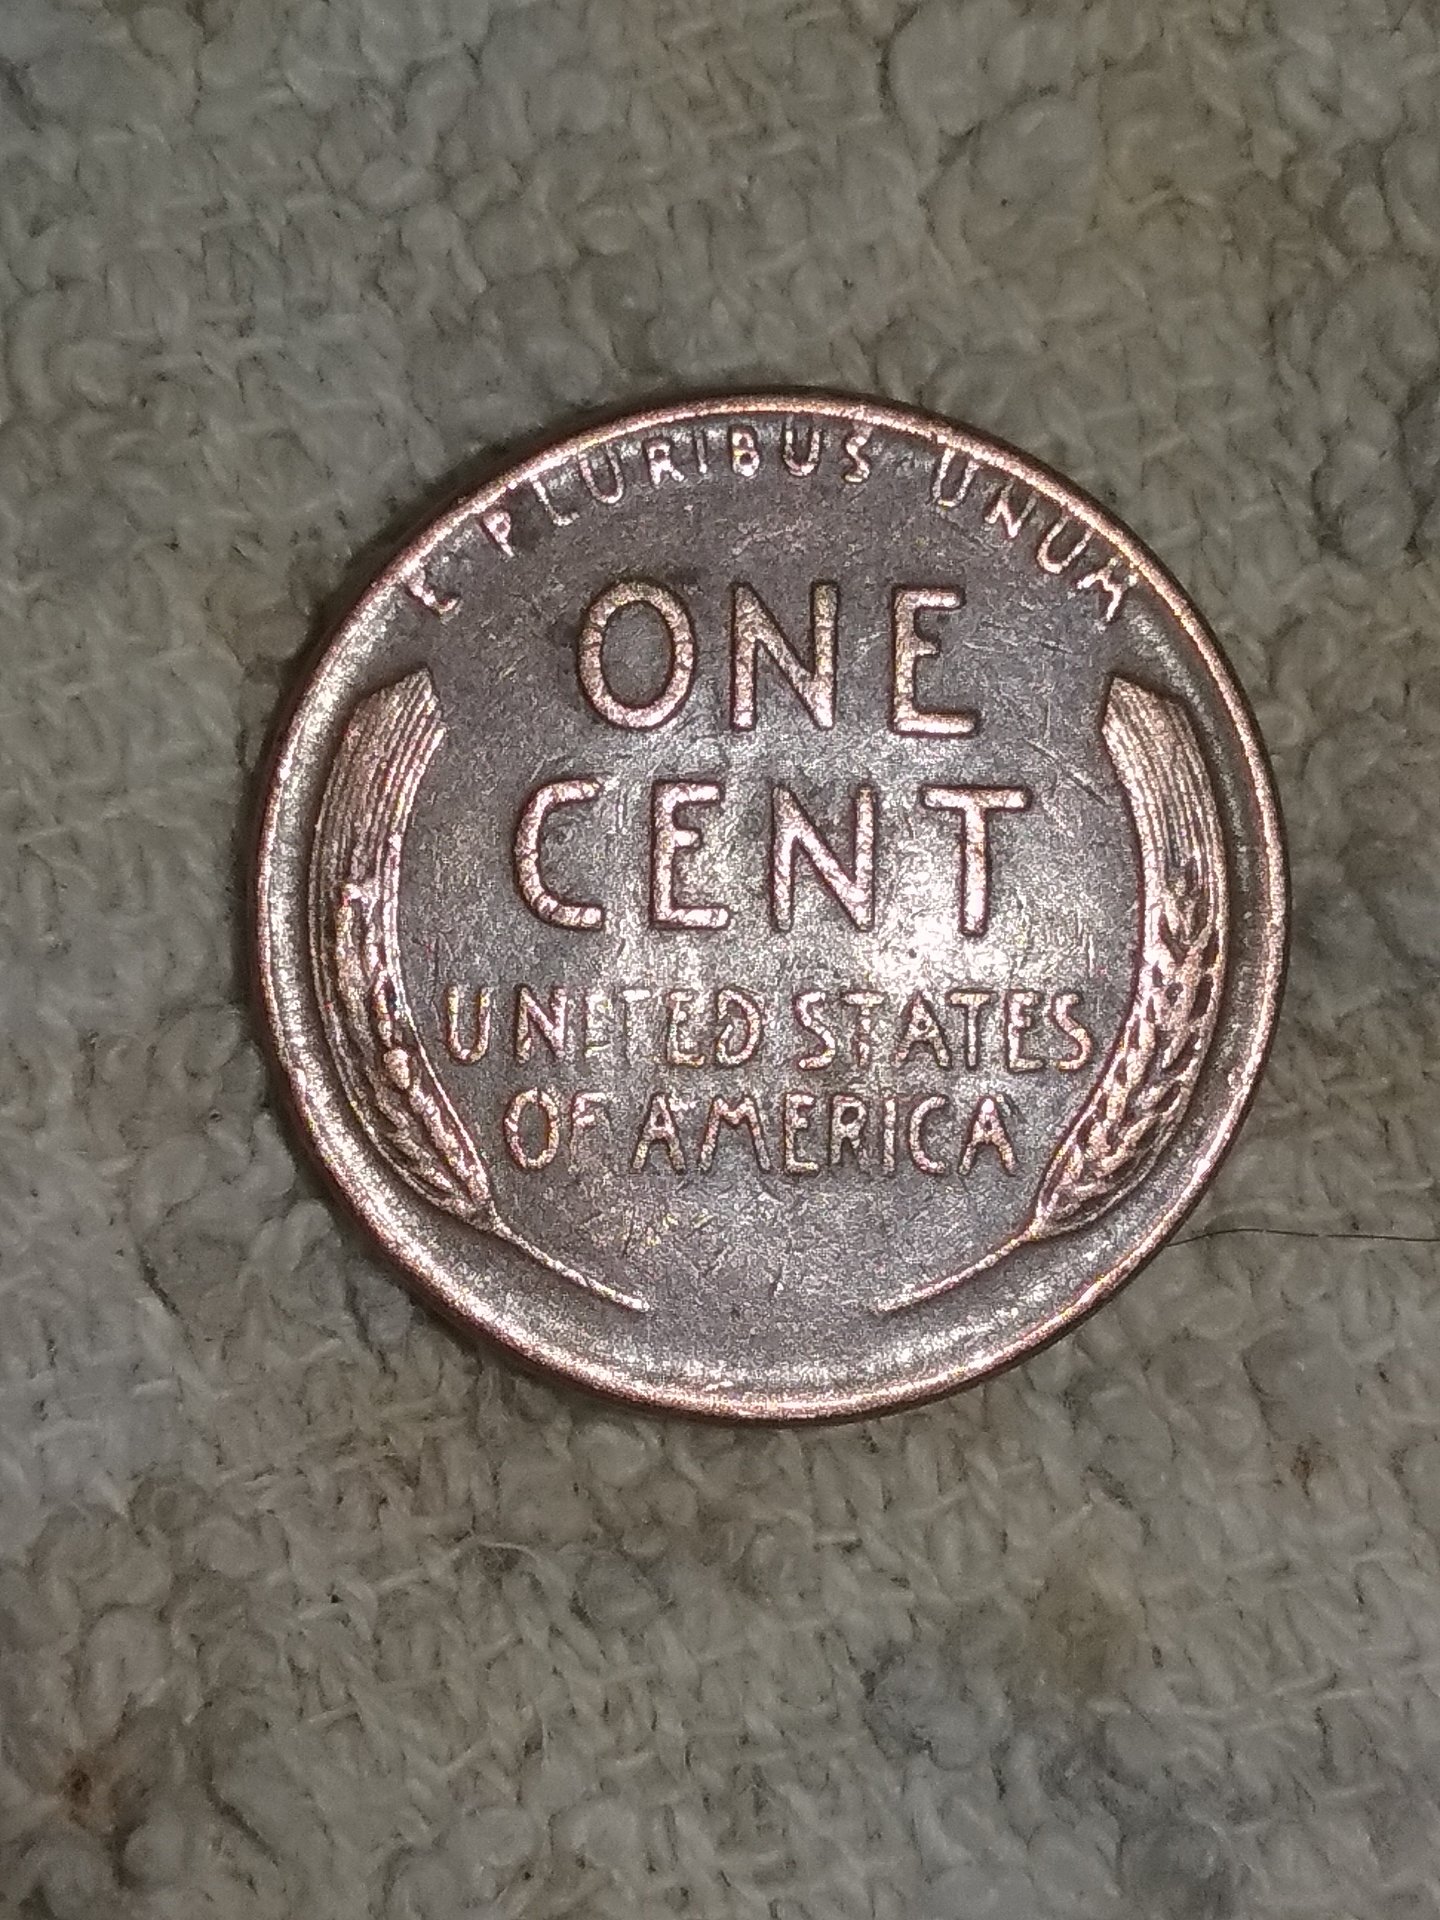 E PLURIBUS UNUM
ONE
CENT
UNITED STATES
OF AMERICA